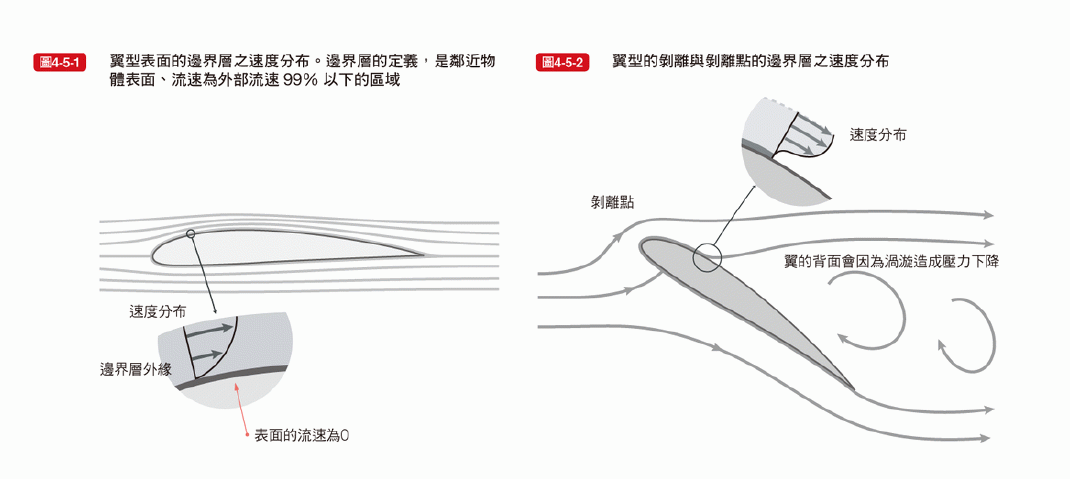 圖4-5-1
翼型表面的邊界層之速度分布。邊界層的定義，是鄰近物
體表面、流速為外部流速 99% 以下的區域
速度分布
邊界層外緣
表面的流速為0
圖4-5-2
翼型的剝離與剝離點的邊界層之速度分布
速度分布
剝離點
翼的背面會因為渦漩造成壓力下降